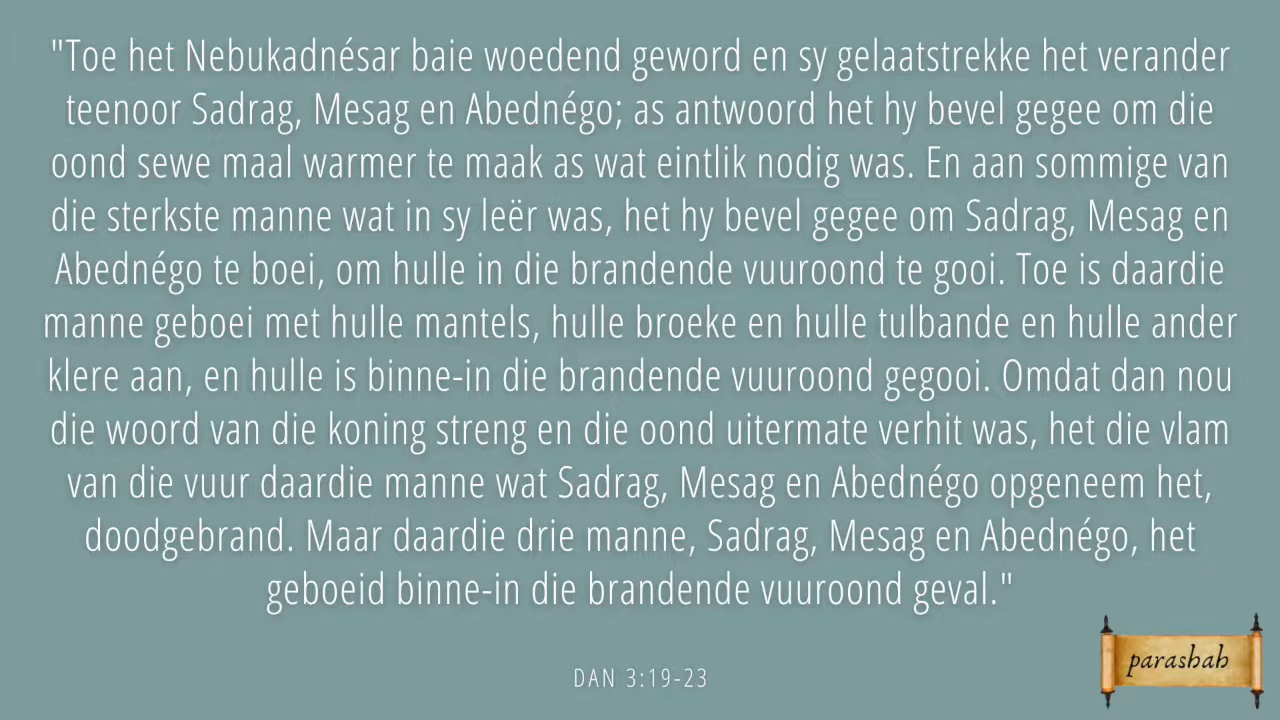 "Toe het Nebukadnésar baie woedend geword en sy gelaatstrekke het verander
teenoor Sadrag, Mesag en Abednégo; as antwoord het hy bevel gegee om die
oond sewe maal warmer te maak as wat eintlik nodig was. En aan sommige van
die sterkste manne wat in sy leër was, het hy bevel gegee om Sadrag, Mesag en
Abednégo te boei, om hulle in die brandende vuuroond te gooi. Toe is daardie
manne geboei met hulle mantels, hulle broeke en hulle tulbande en hulle ander
klere aan, en hulle is binne-in die brandende vuuroond gegooi. Omdat dan nou
die woord van die koning streng en die oond uitermate verhit was, het die vlam
van die vuur daardie manne wat Sadrag, Mesag en Abednégo opgeneem het,
doodgebrand. Maar daardie drie manne, Sadrag, Mesag en Abednégo, het
geboeid binne-in die brandende vuuroond geval."
DAN 3:19-23
parashah